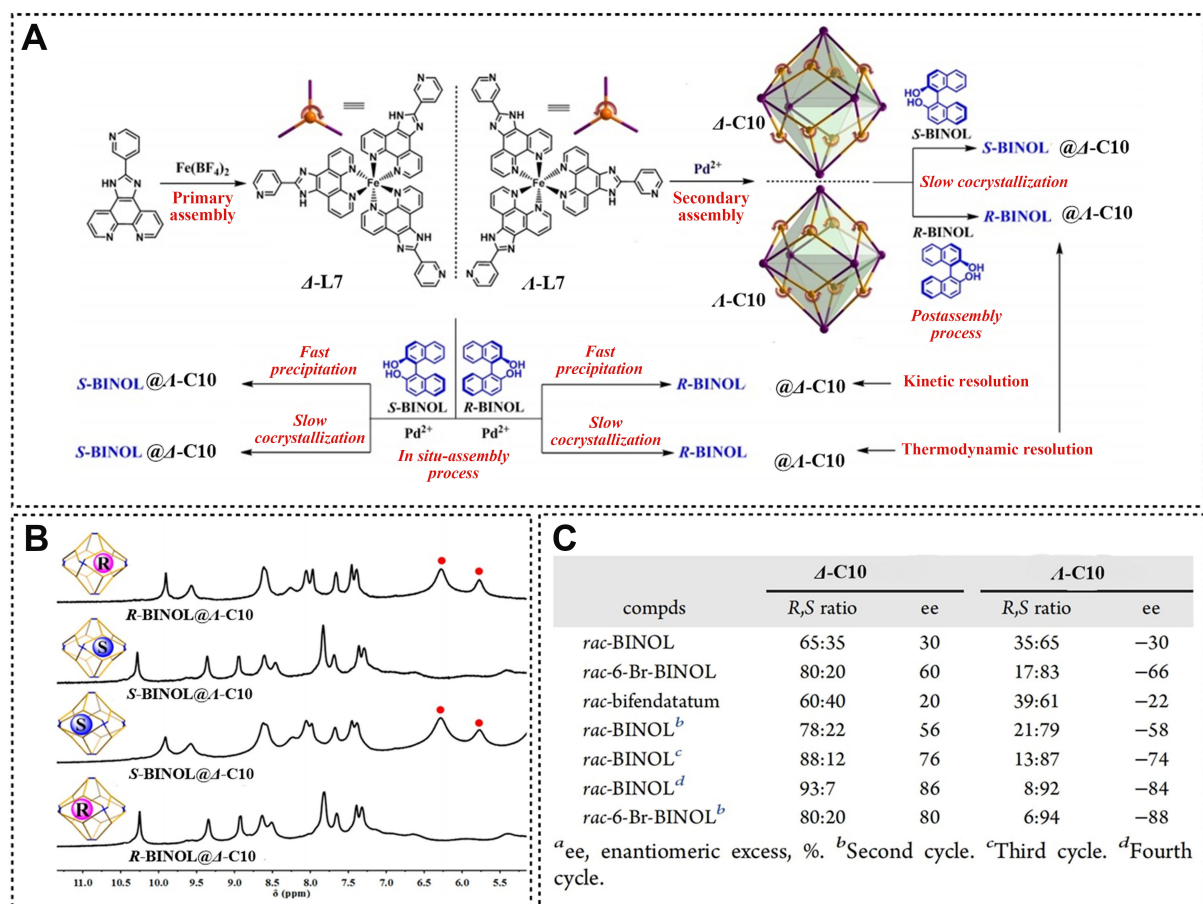 A
Fe(BF4)2
Primary
assembly
Δ-L7
Λ-L7
Pd2+
Secondary
assembly
Δ-C10
Λ-C10
S-BINOL
S-BINOL @Δ-C10
Slow cocrystallization
R-BINOL @Λ-C10
R-BINOL
Postassembly
process
Fast
precipitation
S-BINOL @Δ-C10
S-BINOL
R-BINOL
Fast
precipitation
R-BINOL @Λ-C10
Kinetic resolution
Slow
cocrystallization
S-BINOL @Δ-C10
Pd2+
Pd2+
In situ-assembly
process
Slow
cocrystallization
R-BINOL @Λ-C10
Thermodynamic resolution
B
R
R-BINOL@Λ-C10
S
S-BINOL@Λ-C10
S
S-BINOL@Δ-C10
R
R-BINOL@Δ-C10
11.0 10.5 10.0 9.5 9.0 8.5 8.0 7.5 7.0 6.5 6.0 5.5
δ (ppm)
C
Δ-C10 Λ-C10
compds R,S ratio ee R,S ratio ee
rac-BINOL 65:35 30 35:65 −30
rac-6-Br-BINOL 80:20 60 17:83 −66
rac-bifendatatum 60:40 20 39:61 −22
rac-BINOLb 78:22 56 21:79 −58
rac-BINOLc 88:12 76 13:87 −74
rac-BINOLd 93:7 86 8:92 −84
rac-6-Br-BINOLb 80:20 80 6:94 −88
aee, enantiomeric excess, %. bSecond cycle. cThird cycle. dFourth
cycle.